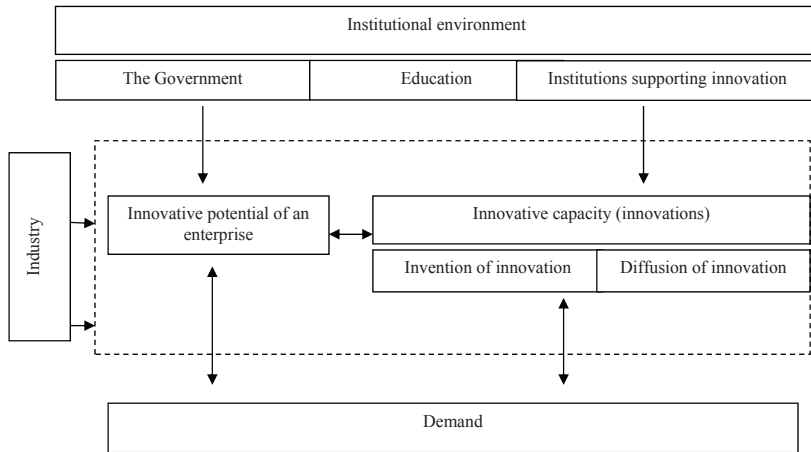 Institutional environment
The Government
Education
Institutions supporting innovation
Industry
Innovative potential of an
enterprise
Innovative capacity (innovations)
Invention of innovation
Diffusion of innovation
Demand